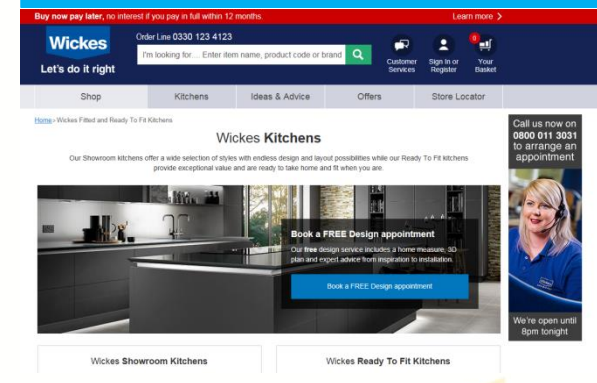 Buy now pay later, no interest if you pay in full within 12 months.
Learn more >
Wickes
Let's do it right
Order Line 0330 123 4123
I'm looking for… Enter item name, product code or brand
Customer
Services
Sign In or
Register
0
Your
Basket
Shop
Kitchens
Ideas & Advice
Offers
Store Locator
Home > Wickes Fitted and Ready To Fit Kitchens
Wickes Kitchens
Our Showroom kitchens offer a wide selection of styles with endless design and layout possibilities while our Ready To Fit kitchens
provide exceptional value and are ready to take home and fit when you are.
Book a FREE Design appointment
Our free design service includes a home measure, 3D
plan and expert advice from inspiration to installation.
Book a FREE Design appointment
Call us now on
0800 011 3031
to arrange an
appointment
We're open until
8pm tonight
Wickes Showroom Kitchens
Wickes Ready To Fit Kitchens